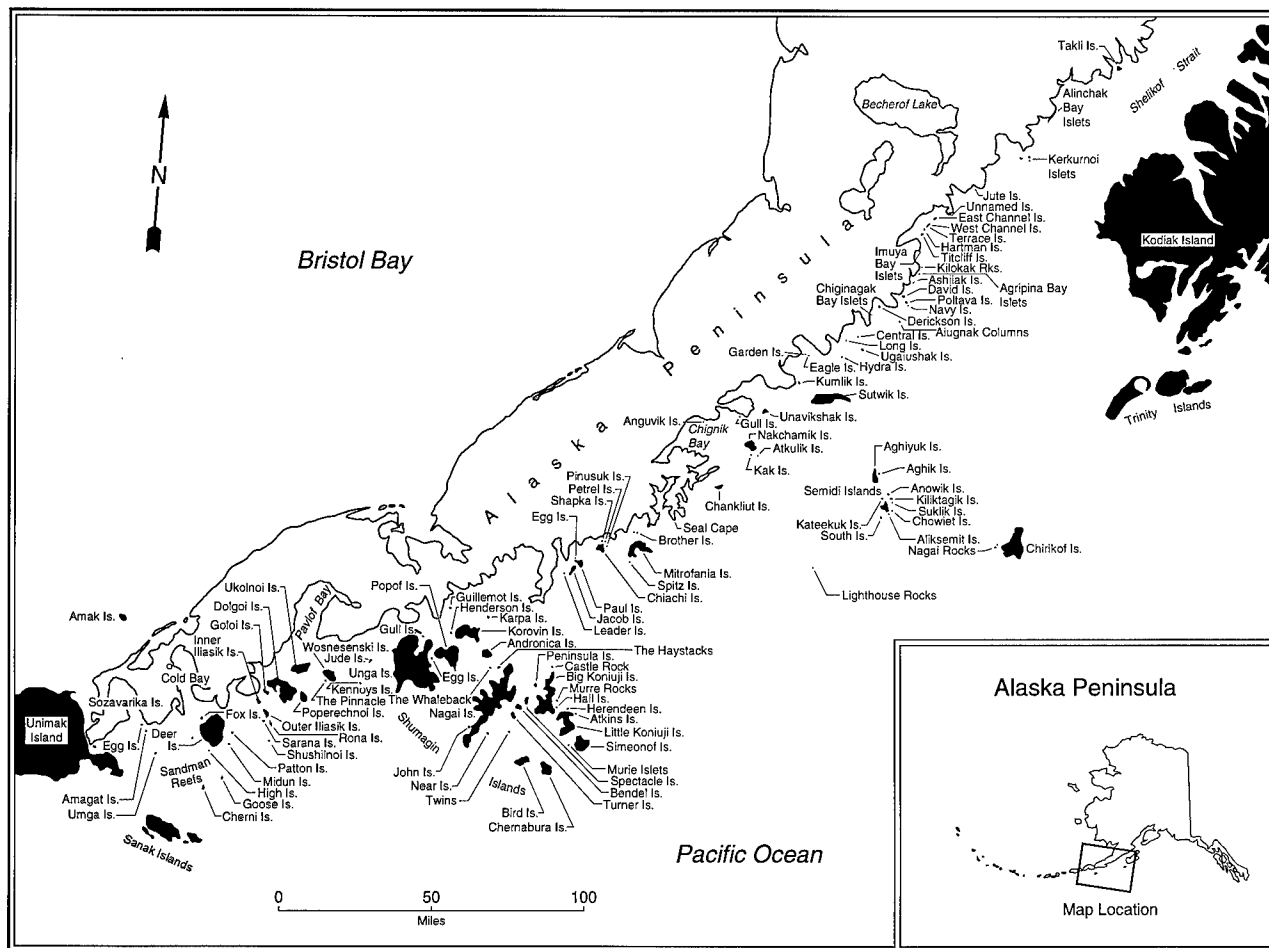 Takli Is.
Shelikof Strait
Alinchak
Bay
Islets
Becherof Lake
Kerkurnoi
Islets
N
Jute Is.
Unnamed Is.
East Channel Is.
West Channel Is.
Terrace Is.
Hartman Is.
Titcliff Is.
Imuya
Bay
Islets
Kilokak Rks.
Ashiiak Is.
Agripina Bay
Islets
David Is.
Poltava Is.
Navy Is.
Chiginagak
Bay Islets
Derickson Is.
Aiugnak Columns
Kodiak Island
Bristol Bay
Alaska Peninsula
Central Is.
Long Is.
Ugaiushak Is.
Garden Is.
Eagle Is.
Hydra Is.
Kumlik Is.
Sutwik Is.
Trinity Islands
Unavikshak Is.
Anguvik Is.
Chignik
Bay
Gull Is.
Nakchamik Is.
Atkulik Is.
Kak Is.
Aghiyuk Is.
Aghik Is.
Pinusuk Is.
Petrel Is.
Shapka Is.
Egg Is.
Chankliut Is.
Semidi Islands
Anowik Is.
Kiliktagik Is.
Suklik Is.
Chowiet Is.
Kateekuk Is.
South Is.
Aliksemit Is.
Nagai Rocks
Chirikof Is.
Seal Cape
Brother Is.
Mitrofania Is.
Spitz Is.
Chiachi Is.
Lighthouse Rocks
Paul Is.
Jacob Is.
Leader Is.
Amak Is.
Ukolnoi Is.
Dolgoi Is.
Goloi Is.
Inner
Iliasik Is.
Pavlof Bay
Popof Is.
Guillemot Is.
Henderson Is.
Karpa Is.
Korovin Is.
Andronica Is.
The Haystacks
Gull Is.
Wosnesenski Is.
Jude Is.
Unga Is.
Kennuys Is.
The Pinnacle
Poperechnoi Is.
Egg Is.
The Whaleback
Nagai Is.
Peninsula Is.
Castle Rock
Big Koniuji Is.
Murre Rocks
Hall Is.
Herendeen Is.
Atkins Is.
Little Koniuji Is.
Simeonof Is.
Cold Bay
Sozavarika Is.
Unimak
Island
Egg Is.
Deer
Is.
Fox Is.
Outer Iliasik Is.
Rona Is.
Sarana Is.
Shushilnoi Is.
Patton Is.
Midun Is.
High Is.
Goose Is.
Cherni Is.
Sandman
Reefs
Amagat Is.
Umga Is.
Sanak Islands
Shumagin
Islands
John Is.
Near Is.
Twins
Murie Islets
Spectacle Is.
Bendel Is.
Turner Is.
Bird Is.
Chernabura Is.
Pacific Ocean
0 50 100
Miles
Alaska Peninsula
Map Location